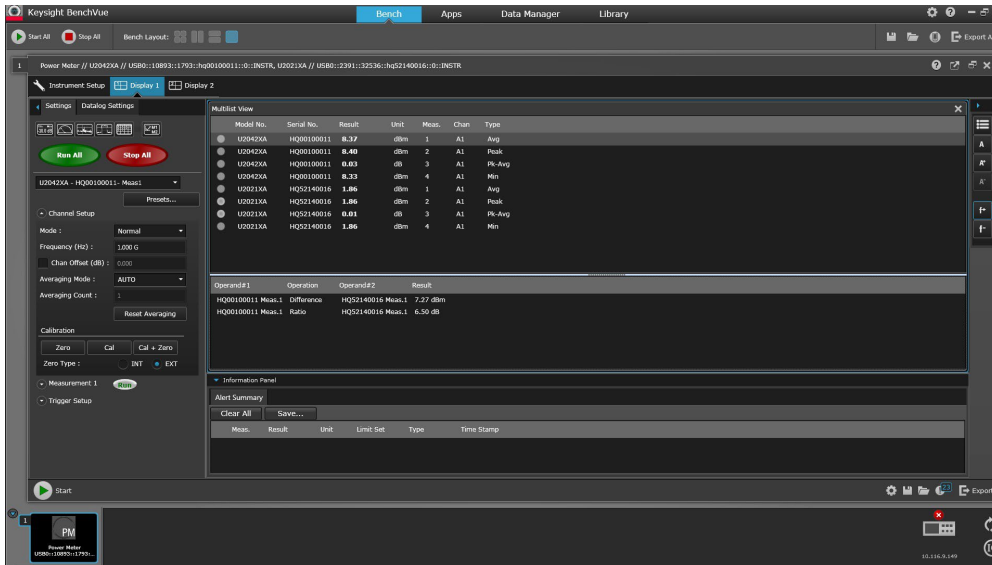 Keysight BenchVue
Bench Apps Data Manager Library
Start All Stop All Bench Layout: Export A
1 Power Meter // U2042XA // USB0::10893::1793::hq00100011::0::INSTR, U2021XA // USB0::2391::32536::hq52140016::0::INSTR
Instrument Setup Display 1 Display 2
Settings Datalog Settings
Run All Stop All
U2042XA - HQ00100011- Meas1
Presets...
Channel Setup
Mode : Normal
Frequency (Hz) : 1.000 G
Chan Offset (dB) : 0.000
Averaging Mode : AUTO
Averaging Count : 1
Reset Averaging
Calibration
Zero Cal Cal + Zero
Zero Type : INT EXT
Measurement 1 Run
Trigger Setup
Multilist View
Model No. Serial No. Result Unit Meas. Chan Type
U2042XA HQ00100011 8.37 dBm 1 A1 Avg
U2042XA HQ00100011 8.40 dBm 2 A1 Peak
U2042XA HQ00100011 0.03 dB 3 A1 Pk-Avg
U2042XA HQ00100011 8.33 dBm 4 A1 Min
U2021XA HQ52140016 1.86 dBm 1 A1 Avg
U2021XA HQ52140016 1.86 dBm 2 A1 Peak
U2021XA HQ52140016 0.01 dB 3 A1 Pk-Avg
U2021XA HQ52140016 1.86 dBm 4 A1 Min
Operand#1 Operation Operand#2 Result
HQ00100011 Meas.1 Difference HQ52140016 Meas.1 7.27 dBm
HQ00100011 Meas.1 Ratio HQ52140016 Meas.1 6.50 dB
Information Panel
Alert Summary
Clear All Save...
Meas. Result Unit Limit Set Type Time Stamp
A
A
A
f+
f-
Start 23 Export
1
PM
Power Meter
USB0::10893::1793:...
10.116.9.149